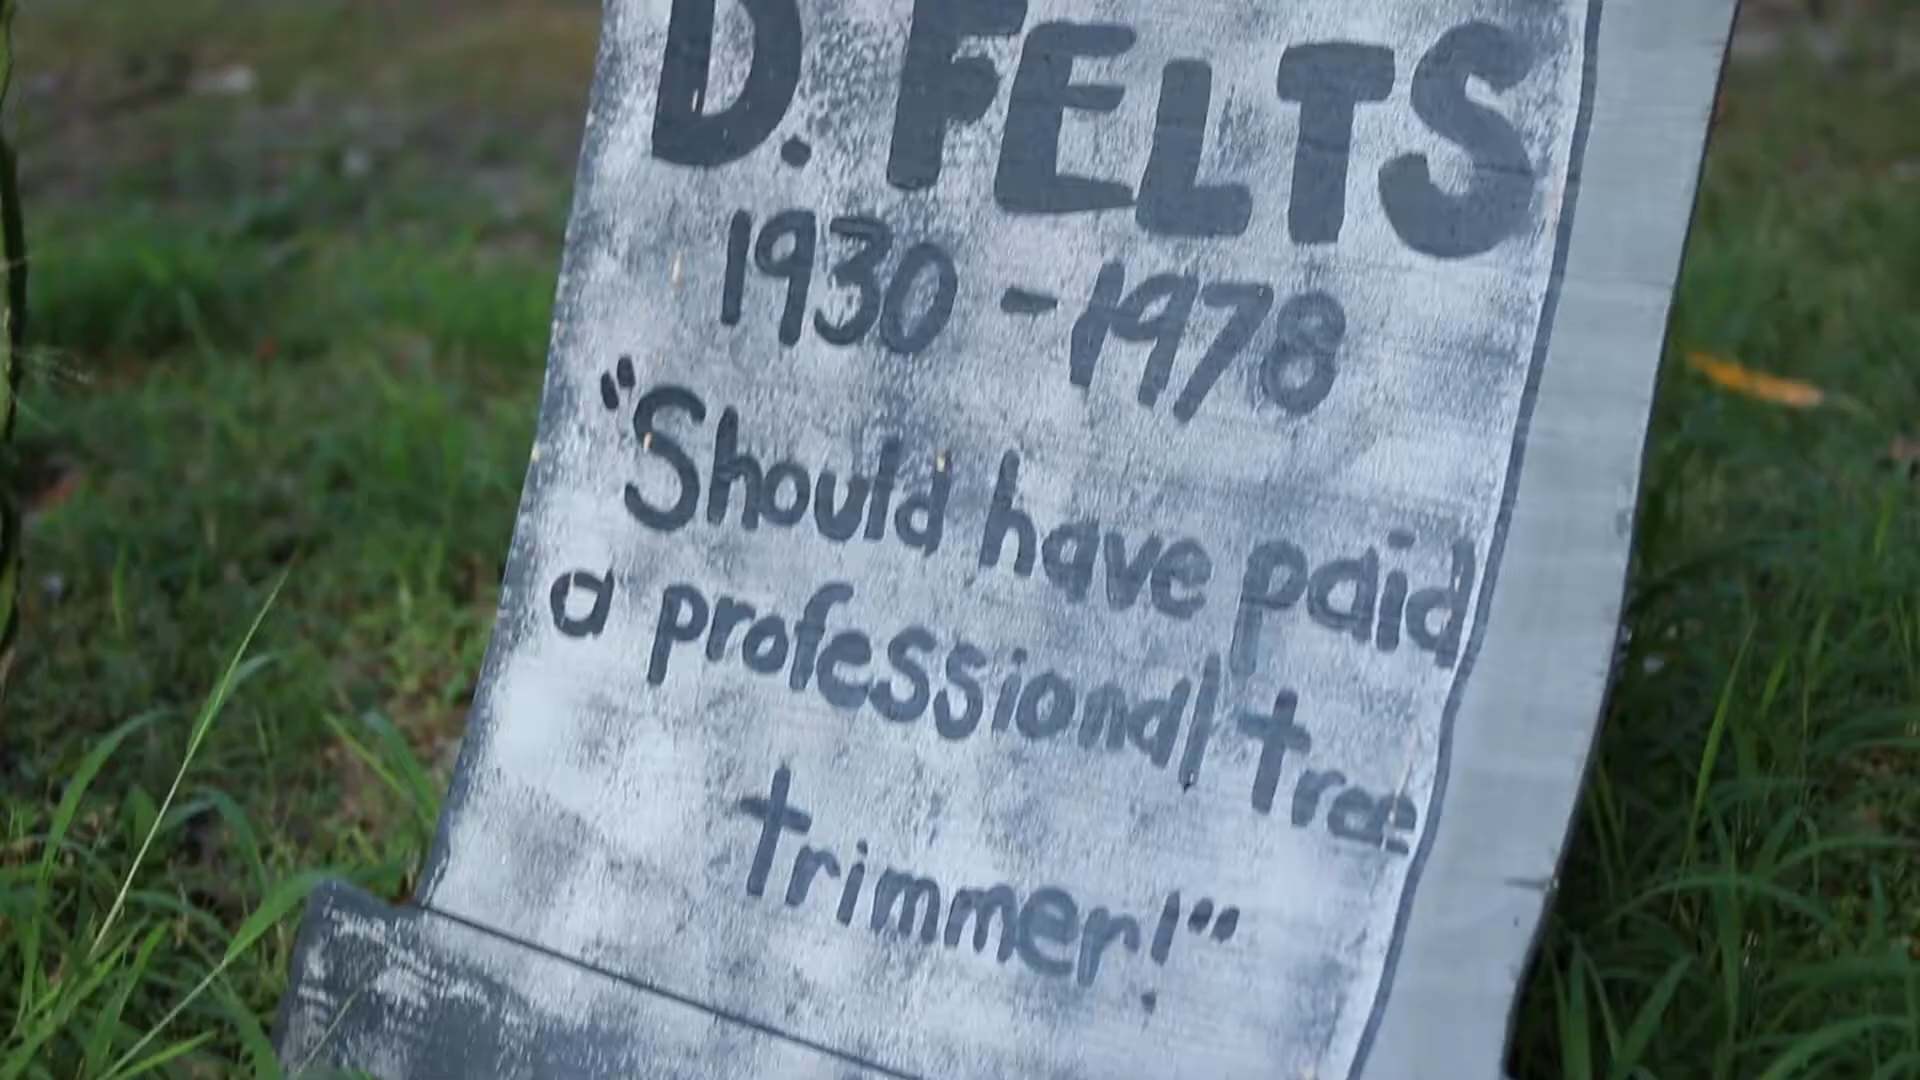 D. FELTS
1930 - 1978
"Should have paid
a professional tree
trimmer!"